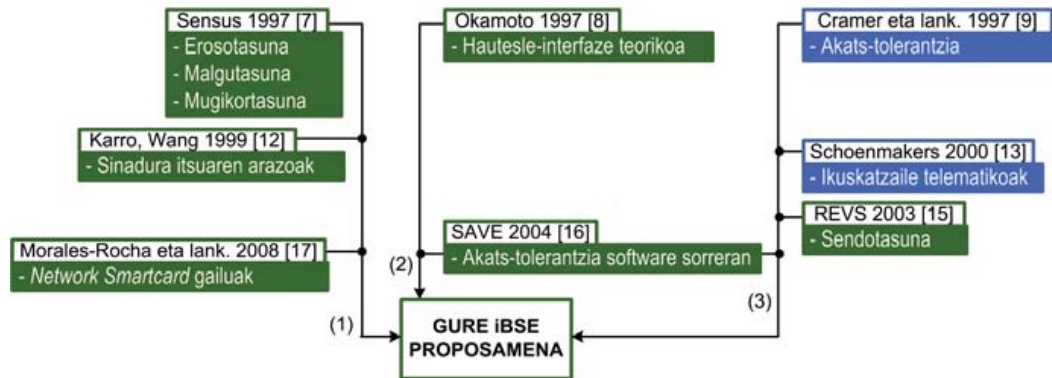 Sensus 1997 [7]
- Erosotasuna
- Malgutasuna
- Mugikortasuna
Karro, Wang 1999 [12]
- Sinadura itsuaren arazoak
Morales-Rocha eta lank. 2008 [17]
- Network Smartcard gailuak
(1)
Okamoto 1997 [8]
- Hautesle-interfaze teorikoa
SAVE 2004 [16]
- Akats-tolerantzia software sorreran
(2)
Cramer eta lank. 1997 [9]
- Akats-tolerantzia
Schoenmakers 2000 [13]
- Ikuskatzaile telematikoak
REVS 2003 [15]
- Sendotasuna
(3)
GURE iBSE
PROPOSAMENA